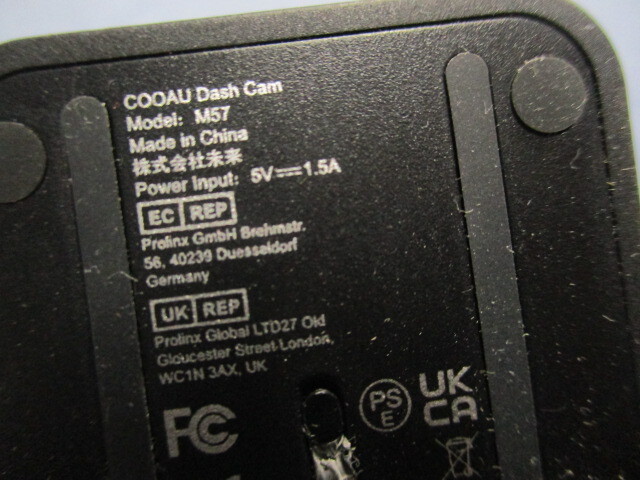 COOAU Dash Cam
Model: M57
Made in China
株式会社未来
Power Input: 5V⎓1.5A
EC REP
Prolinx GmbH Brehmstr.
56, 40239 Duesseldorf
Germany
UK REP
Prolinx Global LTD27 Old
Gloucester Street London,
WC1N 3AX, UK
FC
PS
E
UK
CA